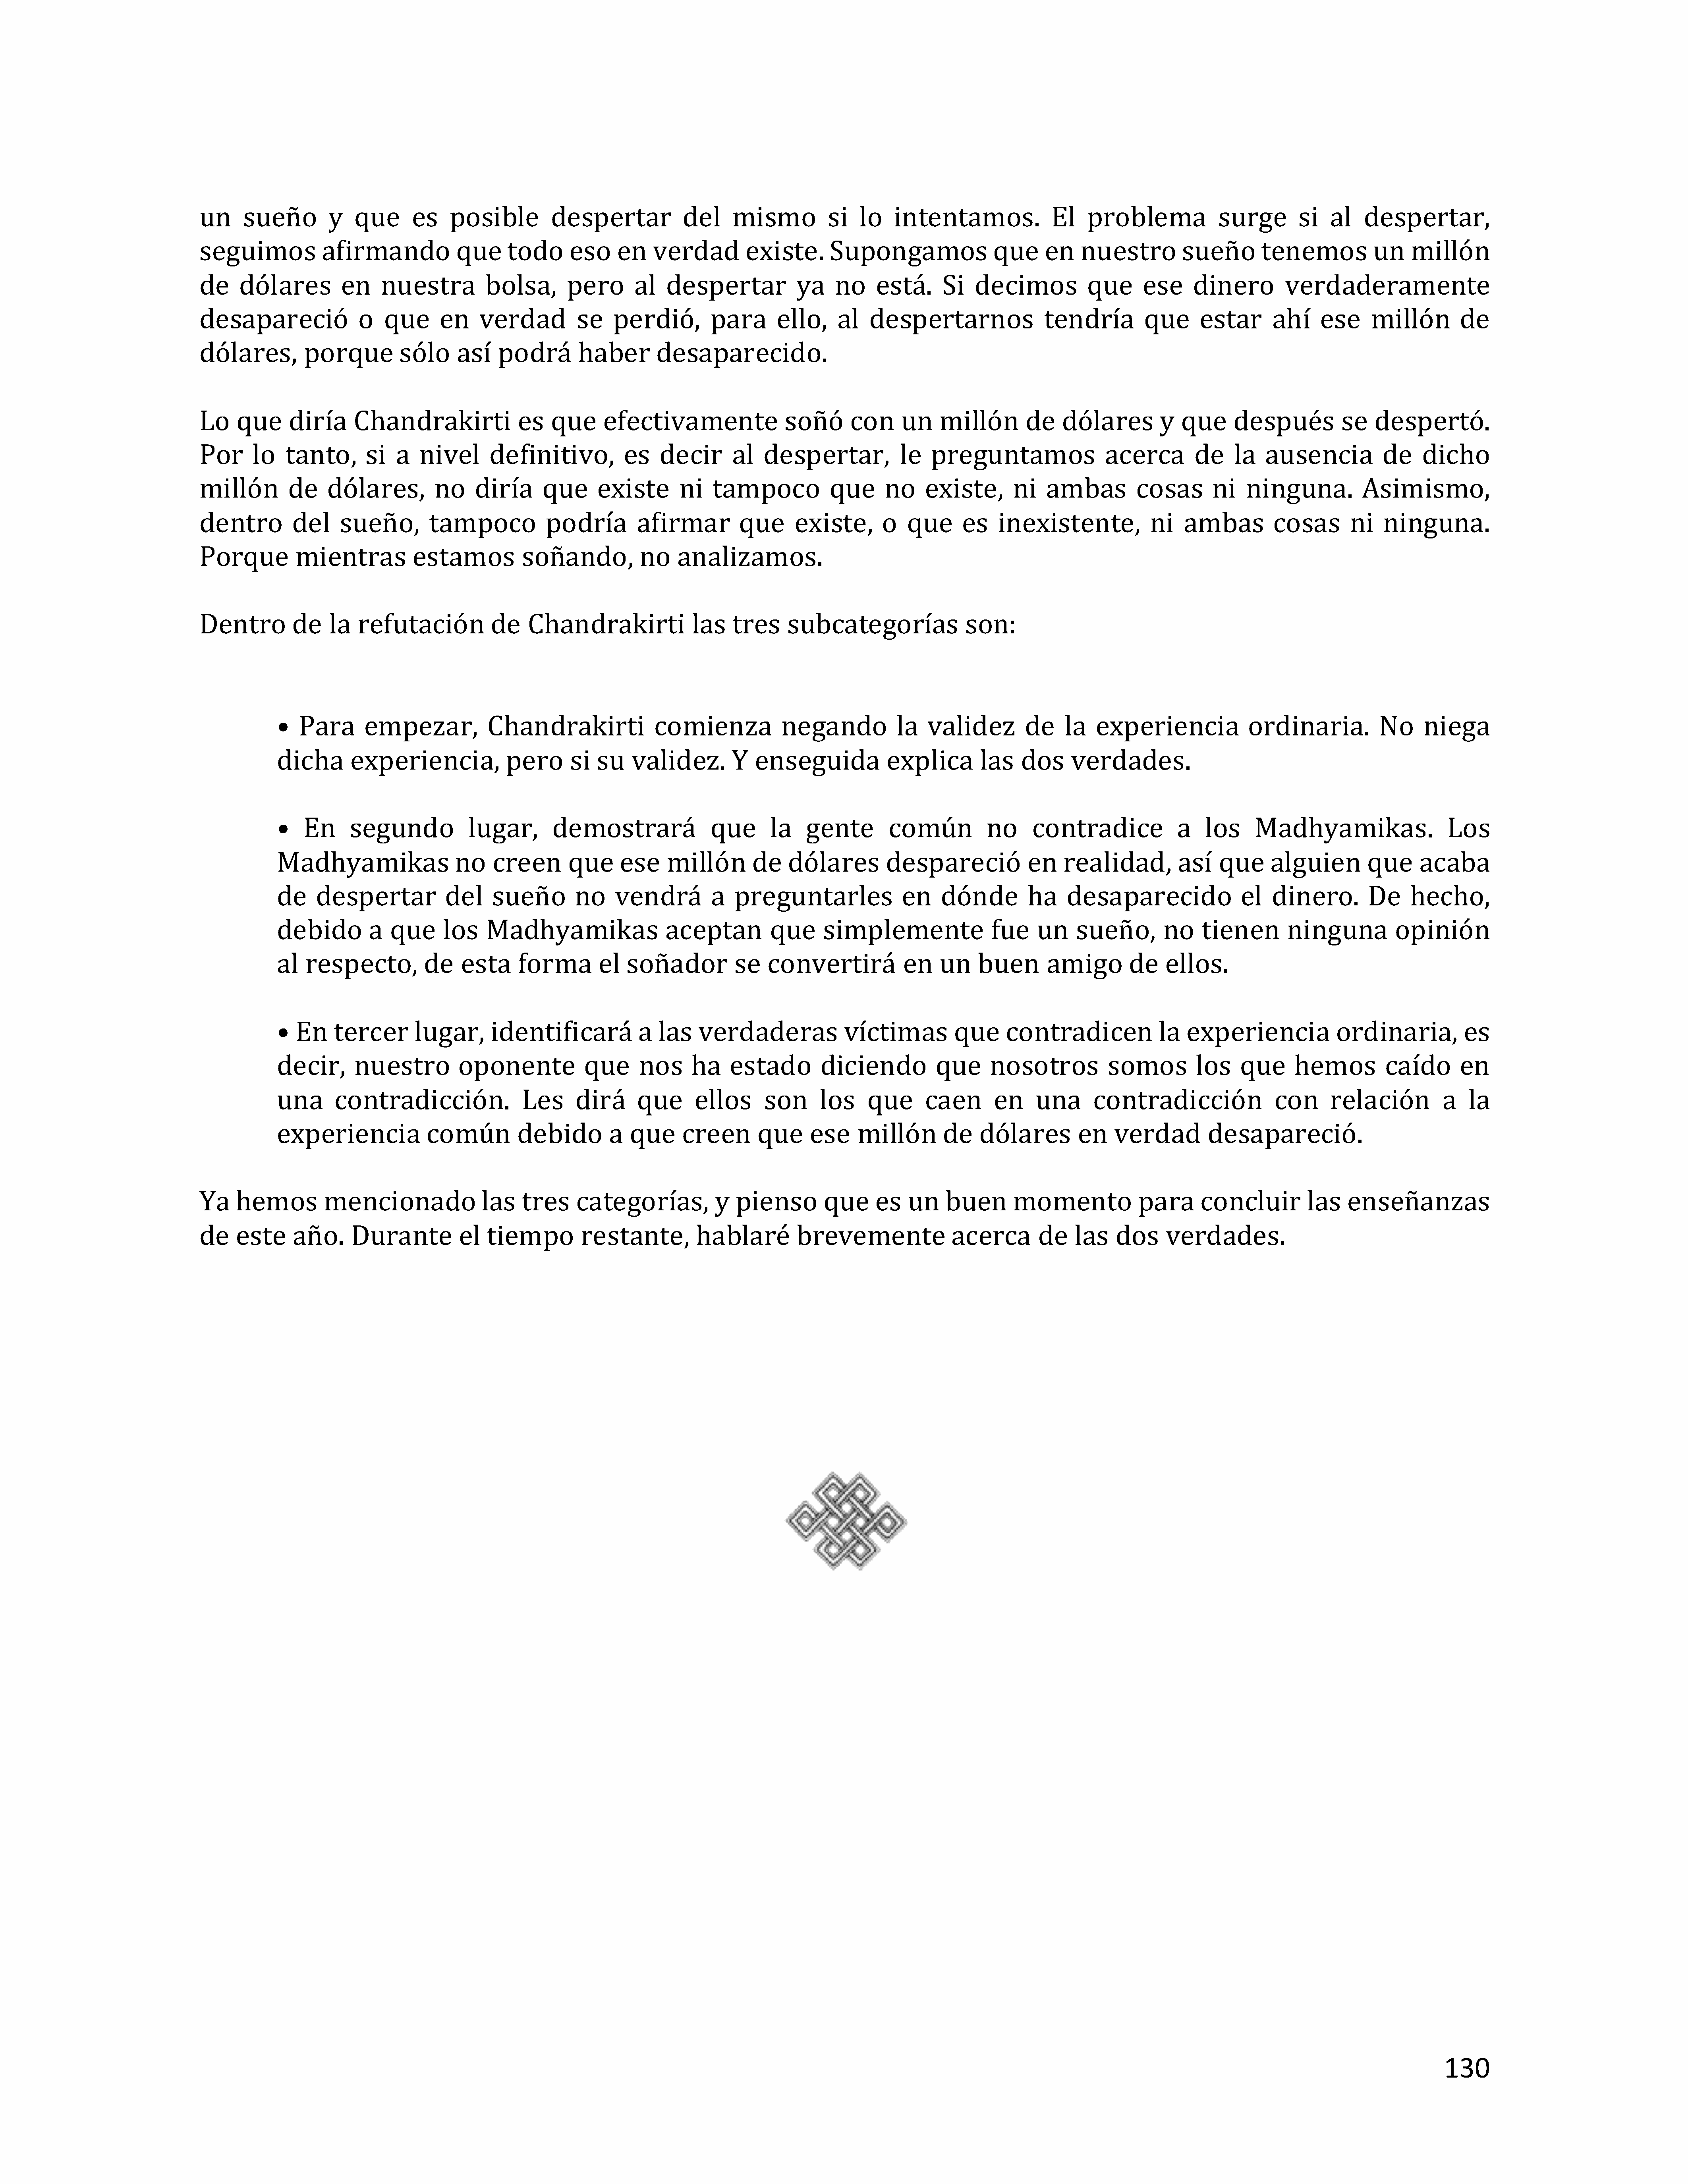 un sueño y que es posible despertar del mismo si lo intentamos. El problema surge si al despertar,
seguimos afirmando que todo eso en verdad existe. Supongamos que en nuestro sueño tenemos un millón
de dólares en nuestra bolsa, pero al despertar ya no está. Si decimos que ese dinero verdaderamente
desapareció o que en verdad se perdió, para ello, al despertarnos tendría que estar ahí ese millón de
dólares, porque sólo así podrá haber desaparecido.
Lo que diría Chandrakirti es que efectivamente soñó con un millón de dólares y que después se despertó.
Por lo tanto, si a nivel definitivo, es decir al despertar, le preguntamos acerca de la ausencia de dicho
millón de dólares, no diría que existe ni tampoco que no existe, ni ambas cosas ni ninguna. Asimismo,
dentro del sueño, tampoco podría afirmar que existe, o que es inexistente, ni ambas cosas ni ninguna.
Porque mientras estamos soñando, no analizamos.
Dentro de la refutación de Chandrakirti las tres subcategorías son:
• Para empezar, Chandrakirti comienza negando la validez de la experiencia ordinaria. No niega
dicha experiencia, pero si su validez. Y enseguida explica las dos verdades.
• En segundo lugar, demostrará que la gente común no contradice a los Madhyamikas. Los
Madhyamikas no creen que ese millón de dólares despareció en realidad, así que alguien que acaba
de despertar del sueño no vendrá a preguntarles en dónde ha desaparecido el dinero. De hecho,
debido a que los Madhyamikas aceptan que simplemente fue un sueño, no tienen ninguna opinión
al respecto, de esta forma el soñador se convertirá en un buen amigo de ellos.
• En tercer lugar, identificará a las verdaderas víctimas que contradicen la experiencia ordinaria, es
decir, nuestro oponente que nos ha estado diciendo que nosotros somos los que hemos caído en
una contradicción. Les dirá que ellos son los que caen en una contradicción con relación a la
experiencia común debido a que creen que ese millón de dólares en verdad desapareció.
Ya hemos mencionado las tres categorías, y pienso que es un buen momento para concluir las enseñanzas
de este año. Durante el tiempo restante, hablaré brevemente acerca de las dos verdades.
130